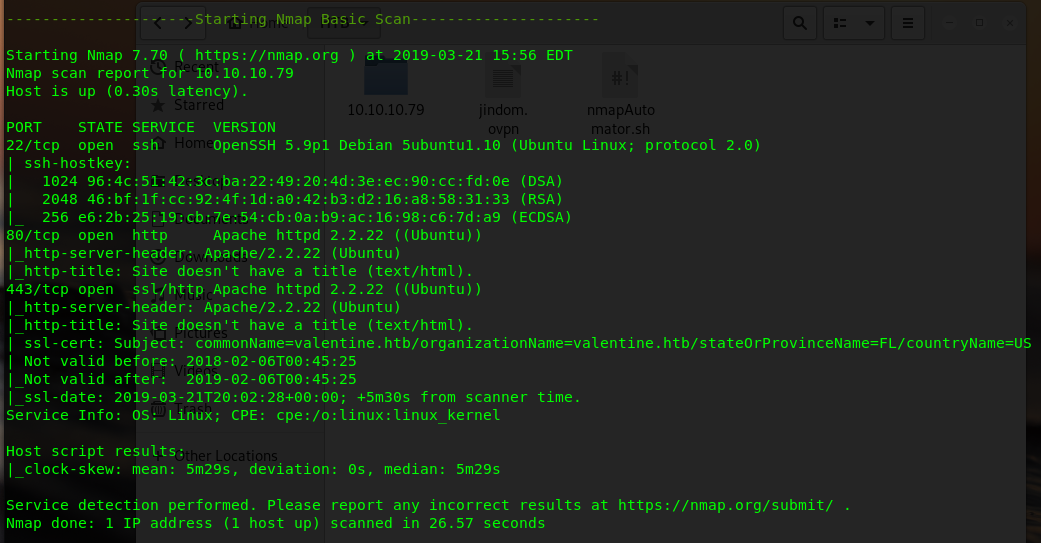 ---------------------Starting Nmap Basic Scan---------------------
Starting Nmap 7.70 ( https://nmap.org ) at 2019-03-21 15:56 EDT
Nmap scan report for 10.10.10.79
Host is up (0.30s latency).
PORT    STATE SERVICE  VERSION
22/tcp  open  ssh      OpenSSH 5.9p1 Debian 5ubuntu1.10 (Ubuntu Linux; protocol 2.0)
| ssh-hostkey:
|   1024 96:4c:51:42:3c:ba:22:49:20:4d:3e:ec:90:cc:fd:0e (DSA)
|   2048 46:bf:1f:cc:92:4f:1d:a0:42:b3:d2:16:a8:58:31:33 (RSA)
|_  256 e6:2b:25:19:cb:7e:54:cb:0a:b9:ac:16:98:c6:7d:a9 (ECDSA)
80/tcp  open  http     Apache httpd 2.2.22 ((Ubuntu))
|_http-server-header: Apache/2.2.22 (Ubuntu)
|_http-title: Site doesn't have a title (text/html).
443/tcp open  ssl/http Apache httpd 2.2.22 ((Ubuntu))
|_http-server-header: Apache/2.2.22 (Ubuntu)
|_http-title: Site doesn't have a title (text/html).
| ssl-cert: Subject: commonName=valentine.htb/organizationName=valentine.htb/stateOrProvinceName=FL/countryName=US
| Not valid before: 2018-02-06T00:45:25
|_Not valid after:  2019-02-06T00:45:25
|_ssl-date: 2019-03-21T20:02:28+00:00; +5m30s from scanner time.
Service Info: OS: Linux; CPE: cpe:/o:linux:linux_kernel
Host script results:
|_clock-skew: mean: 5m29s, deviation: 0s, median: 5m29s
Service detection performed. Please report any incorrect results at https://nmap.org/submit/ .
Nmap done: 1 IP address (1 host up) scanned in 26.57 seconds
Recent
Starred
Home
Pictures
Other Locations
10.10.10.79
jindom.
ovpn
#!
nmapAuto
mator.sh